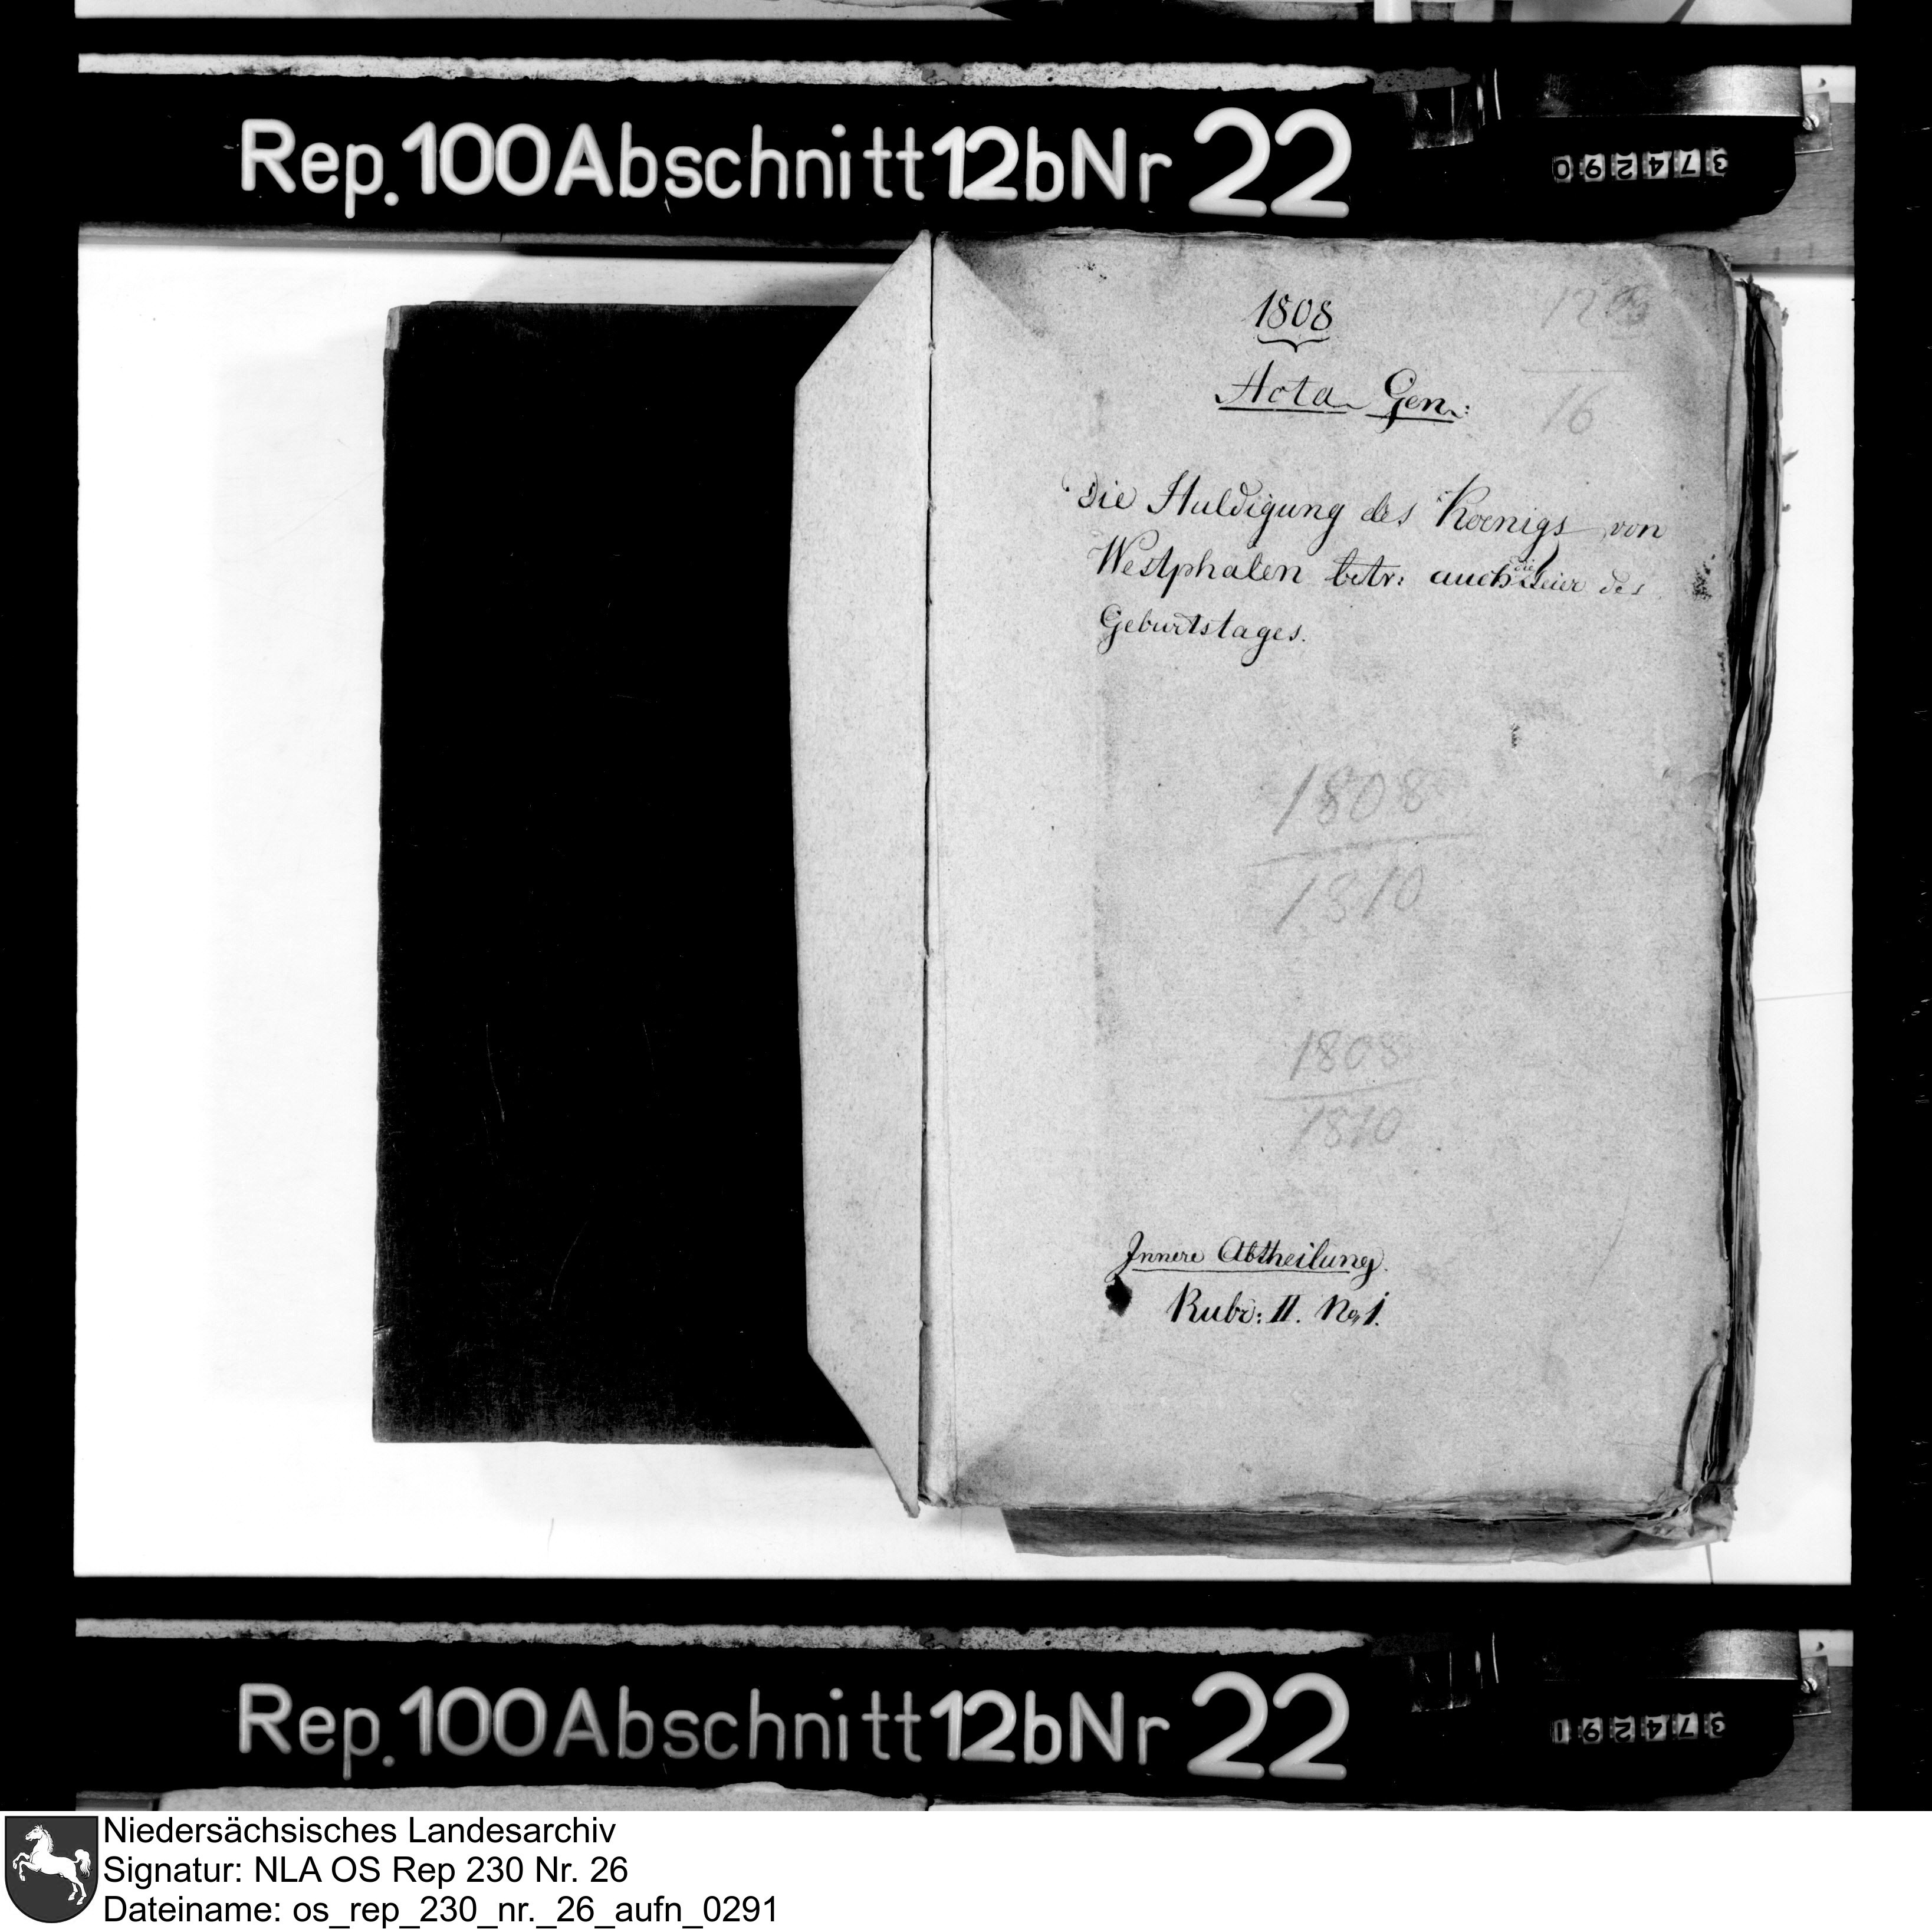 Rep. 100 Abschnitt 12b Nr 22
374290
1808
Acta Gen:
16
Die Huldigung des Koenigs von
Westphalen betr: auch die Feier des
Geburtstages.
1808
1810
1808
1810
Innere Abtheilung.
Rubr: II. No 1.
Rep. 100 Abschnitt 12b Nr 22
374291
Niedersächsisches Landesarchiv
Signatur: NLA OS Rep 230 Nr. 26
Dateiname: os_rep_230_nr._26_aufn_0291